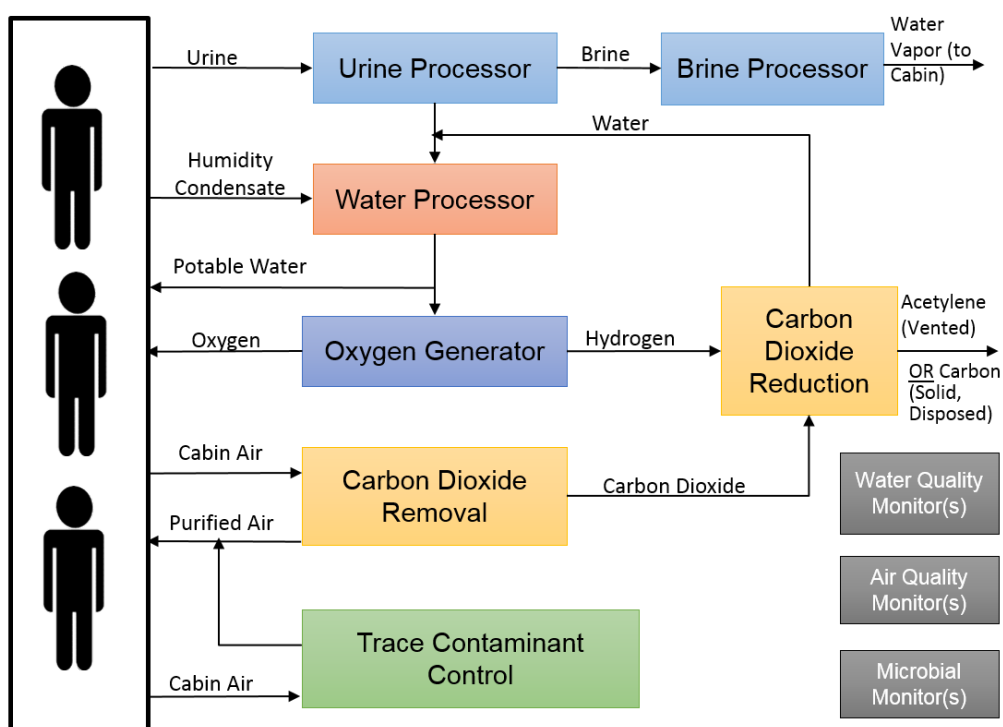 Urine
Urine Processor
Brine
Brine Processor
Water
Vapor (to
Cabin)
Water
Humidity
Condensate
Water Processor
Potable Water
Oxygen
Oxygen Generator
Hydrogen
Carbon
Dioxide
Reduction
Acetylene
(Vented)
OR Carbon
(Solid,
Disposed)
Cabin Air
Carbon Dioxide
Removal
Carbon Dioxide
Purified Air
Water Quality
Monitor(s)
Air Quality
Monitor(s)
Trace Contaminant
Control
Cabin Air
Microbial
Monitor(s)